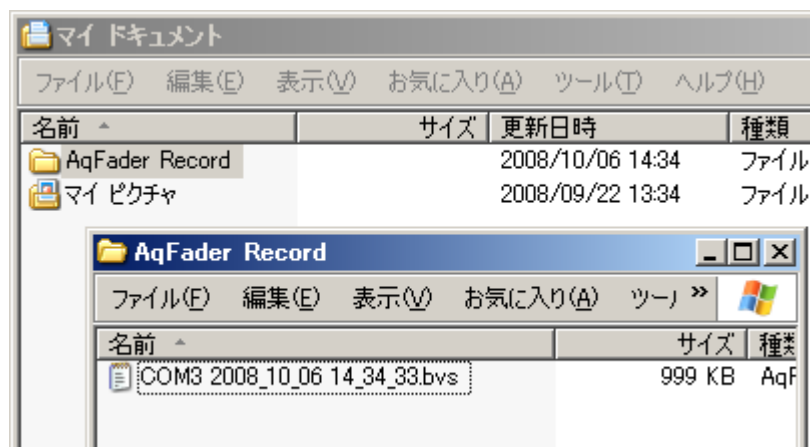 マイ ドキュメント
ファイル(F) 編集(E) 表示(V) お気に入り(A) ツール(T) ヘルプ(H)
名前 サイズ 更新日時 種類
AqFader Record 2008/10/06 14:34 ファイル
マイ ピクチャ 2008/09/22 13:34 ファイル
AqFader Record
ファイル(F) 編集(E) 表示(V) お気に入り(A) ツール »
名前 サイズ 種類
COM3 2008_10_06 14_34_33.bvs 999 KB AqF